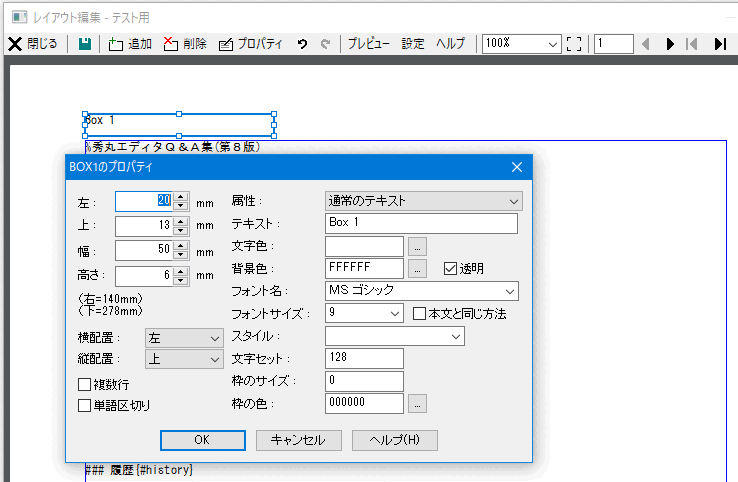 レイアウト編集 - テスト用
閉じる 追加 削除 プロパティ プレビュー 設定 ヘルプ 100% 1
Box 1
%秀丸エディタQ&A集(第8版)
BOX1のプロパティ
左： 20 mm
上： 13 mm
幅： 50 mm
高さ： 6 mm
(右=140mm)
(下=278mm)
横配置： 左
縦配置： 上
複数行
単語区切り
属性： 通常のテキスト
テキスト： Box 1
文字色： ...
背景色： FFFFFF ... 透明
フォント名： MS ゴシック
フォントサイズ： 9 本文と同じ方法
スタイル：
文字セット： 128
枠のサイズ： 0
枠の色： 000000 ...
OK キャンセル ヘルプ(H)
### 履歴{#history}